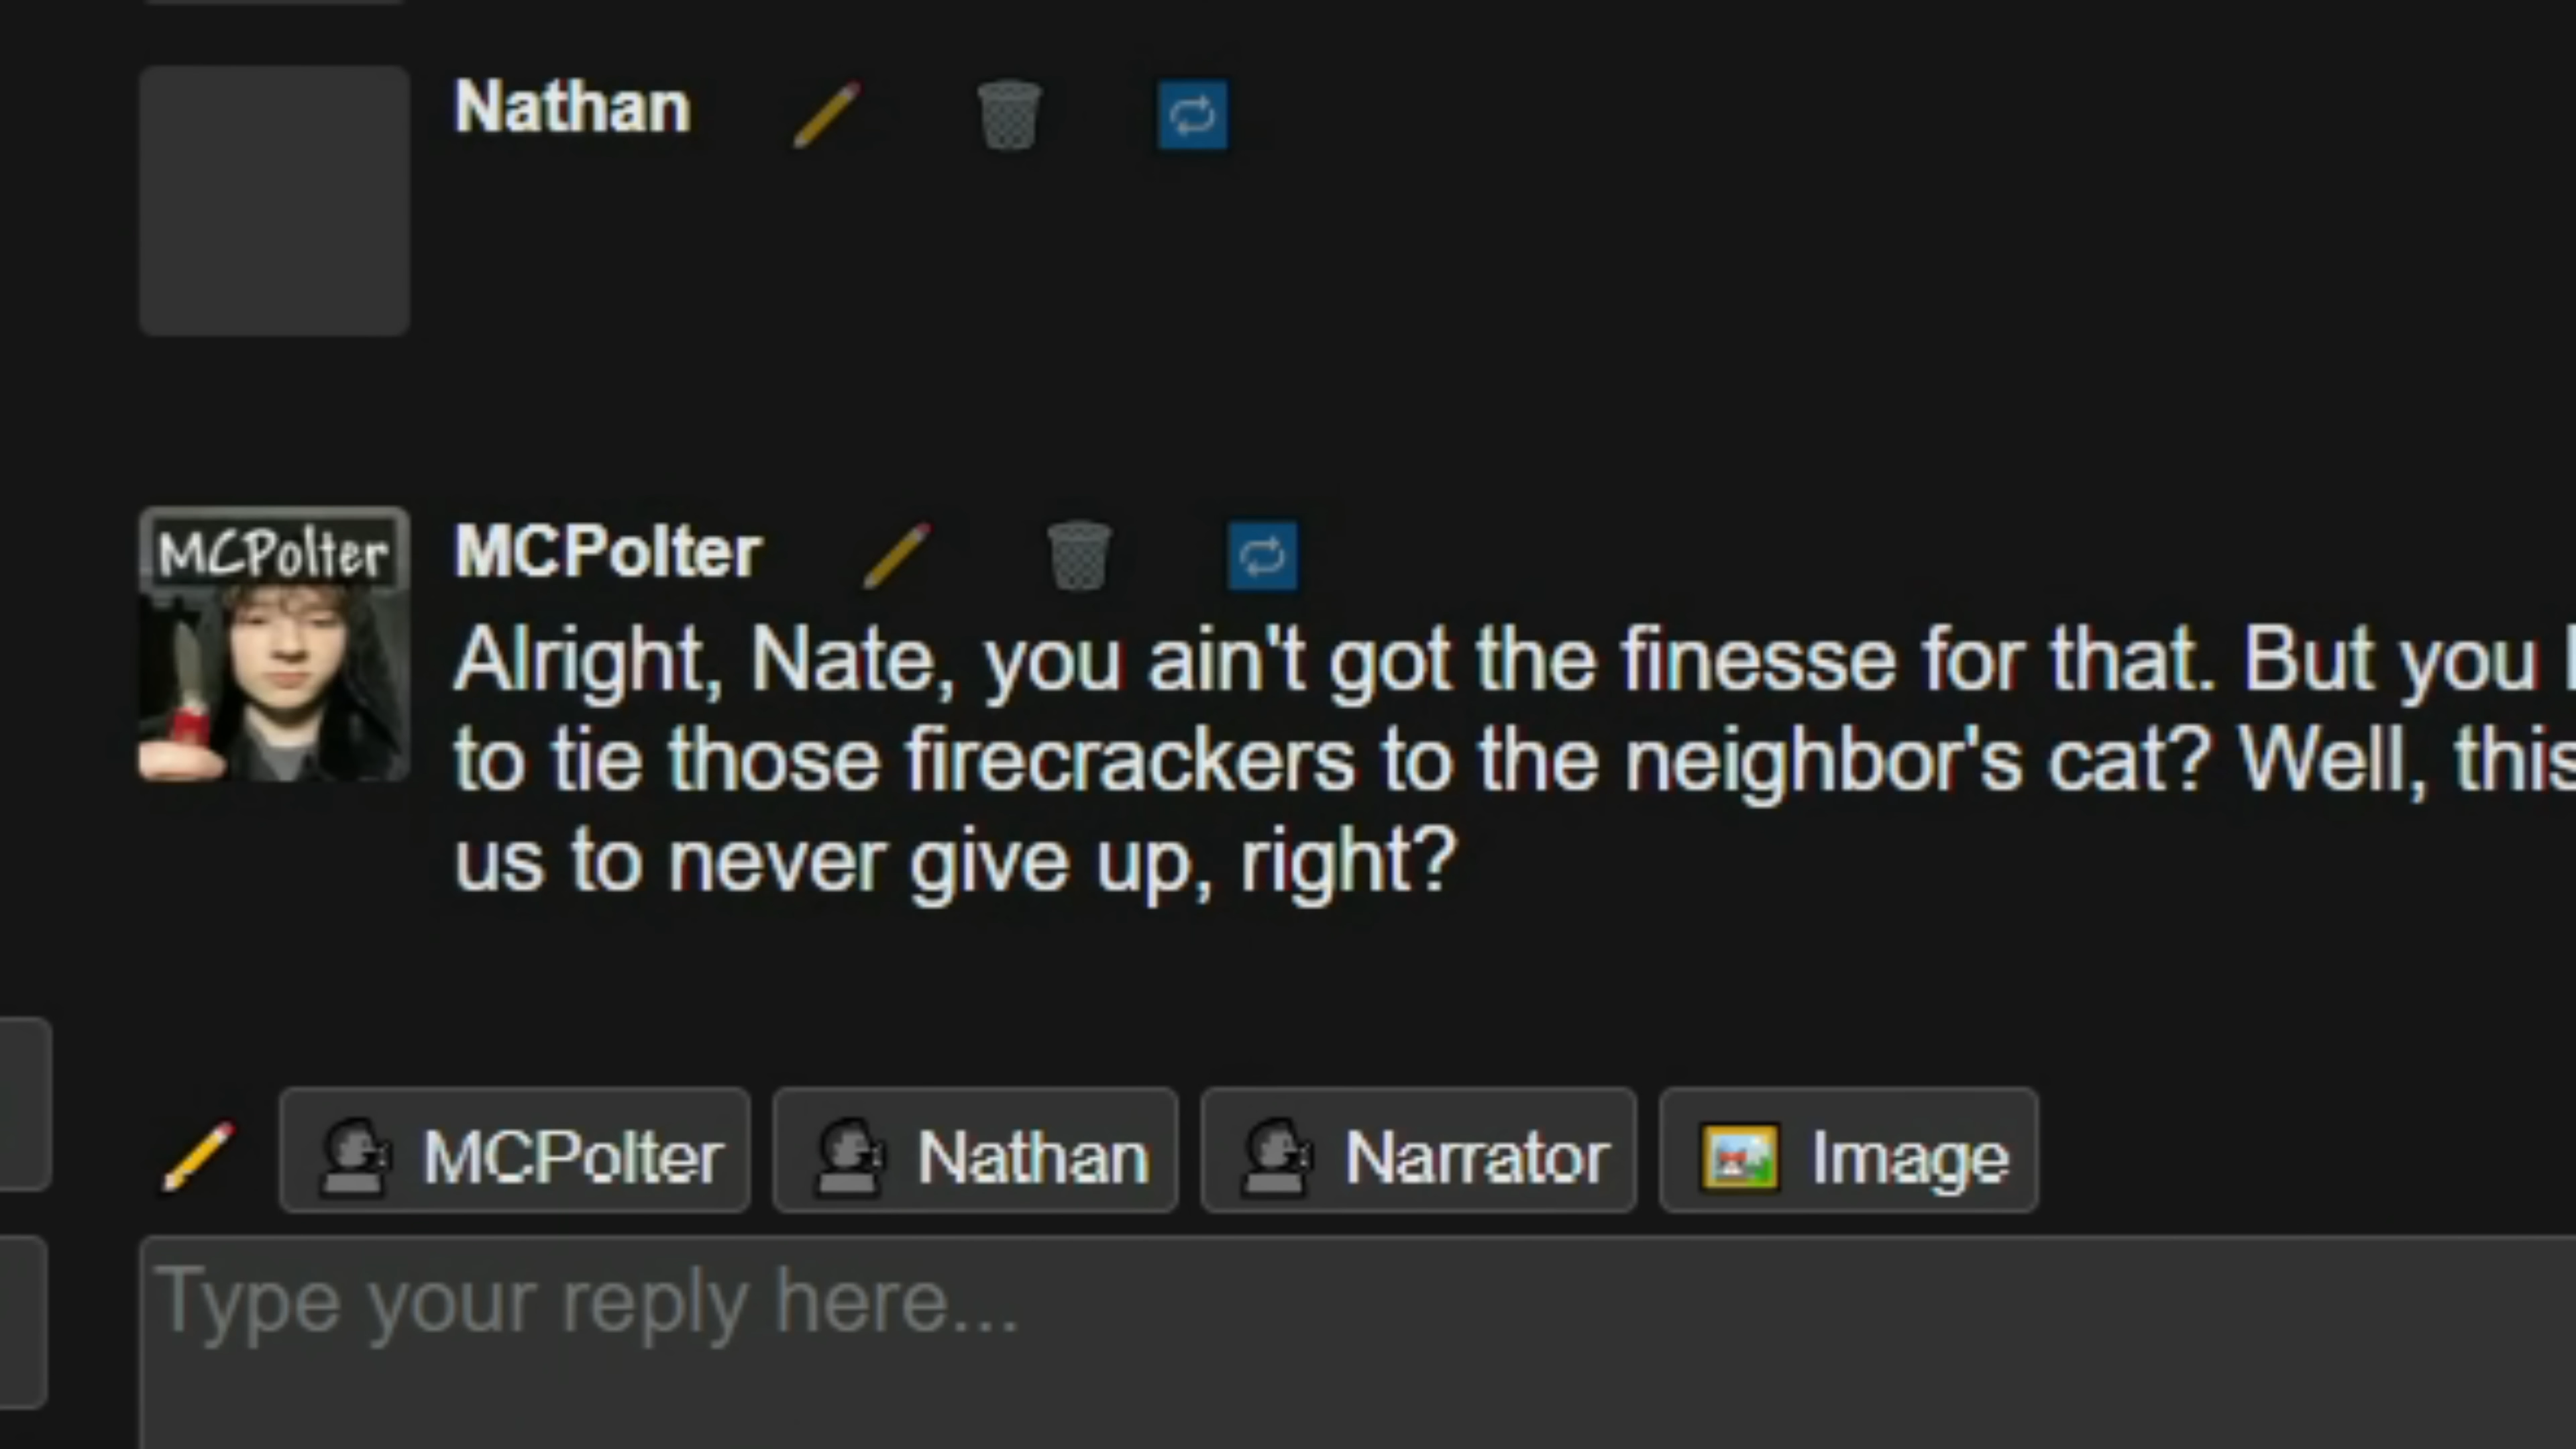 Nathan
MCPolter
MCPolter
Alright, Nate, you ain't got the finesse for that. But you
to tie those firecrackers to the neighbor's cat? Well, this
us to never give up, right?
MCPolter Nathan Narrator Image
Type your reply here...